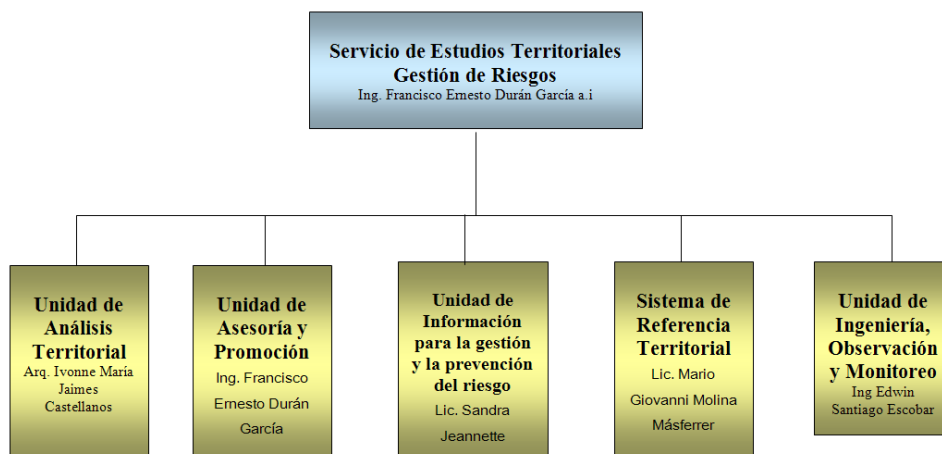 Servicio de Estudios Territoriales
Gestión de Riesgos
Ing. Francisco Ernesto Durán García a.i
Unidad de
Análisis
Territorial
Arq. Ivonne María
Jaimes
Castellanos
Unidad de
Asesoría y
Promoción
Ing. Francisco
Ernesto Durán
García
Unidad de
Información
para la gestión
y la prevención
del riesgo
Lic. Sandra
Jeannette
Sistema de
Referencia
Territorial
Lic. Mario
Giovanni Molina
Másferrer
Unidad de
Ingeniería,
Observación
y Monitoreo
Ing Edwin
Santiago Escobar